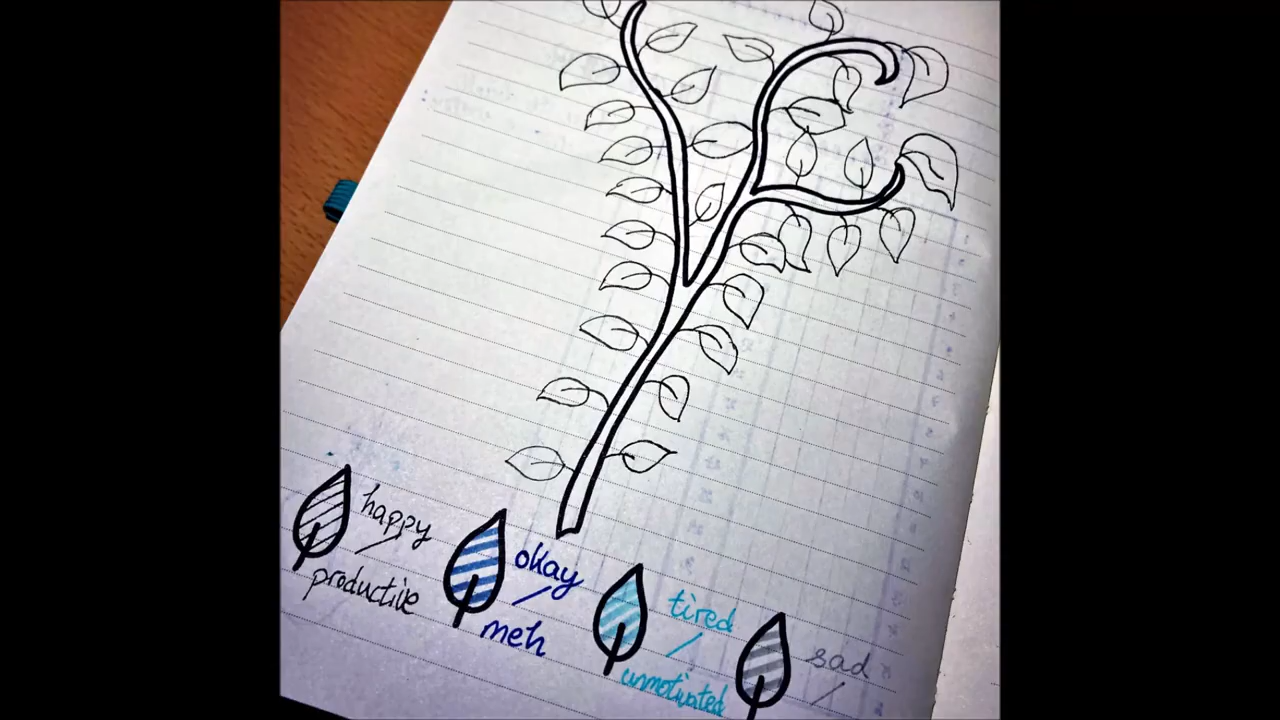 happy /
productive
okay /
meh
tired /
unmotivated
sad /